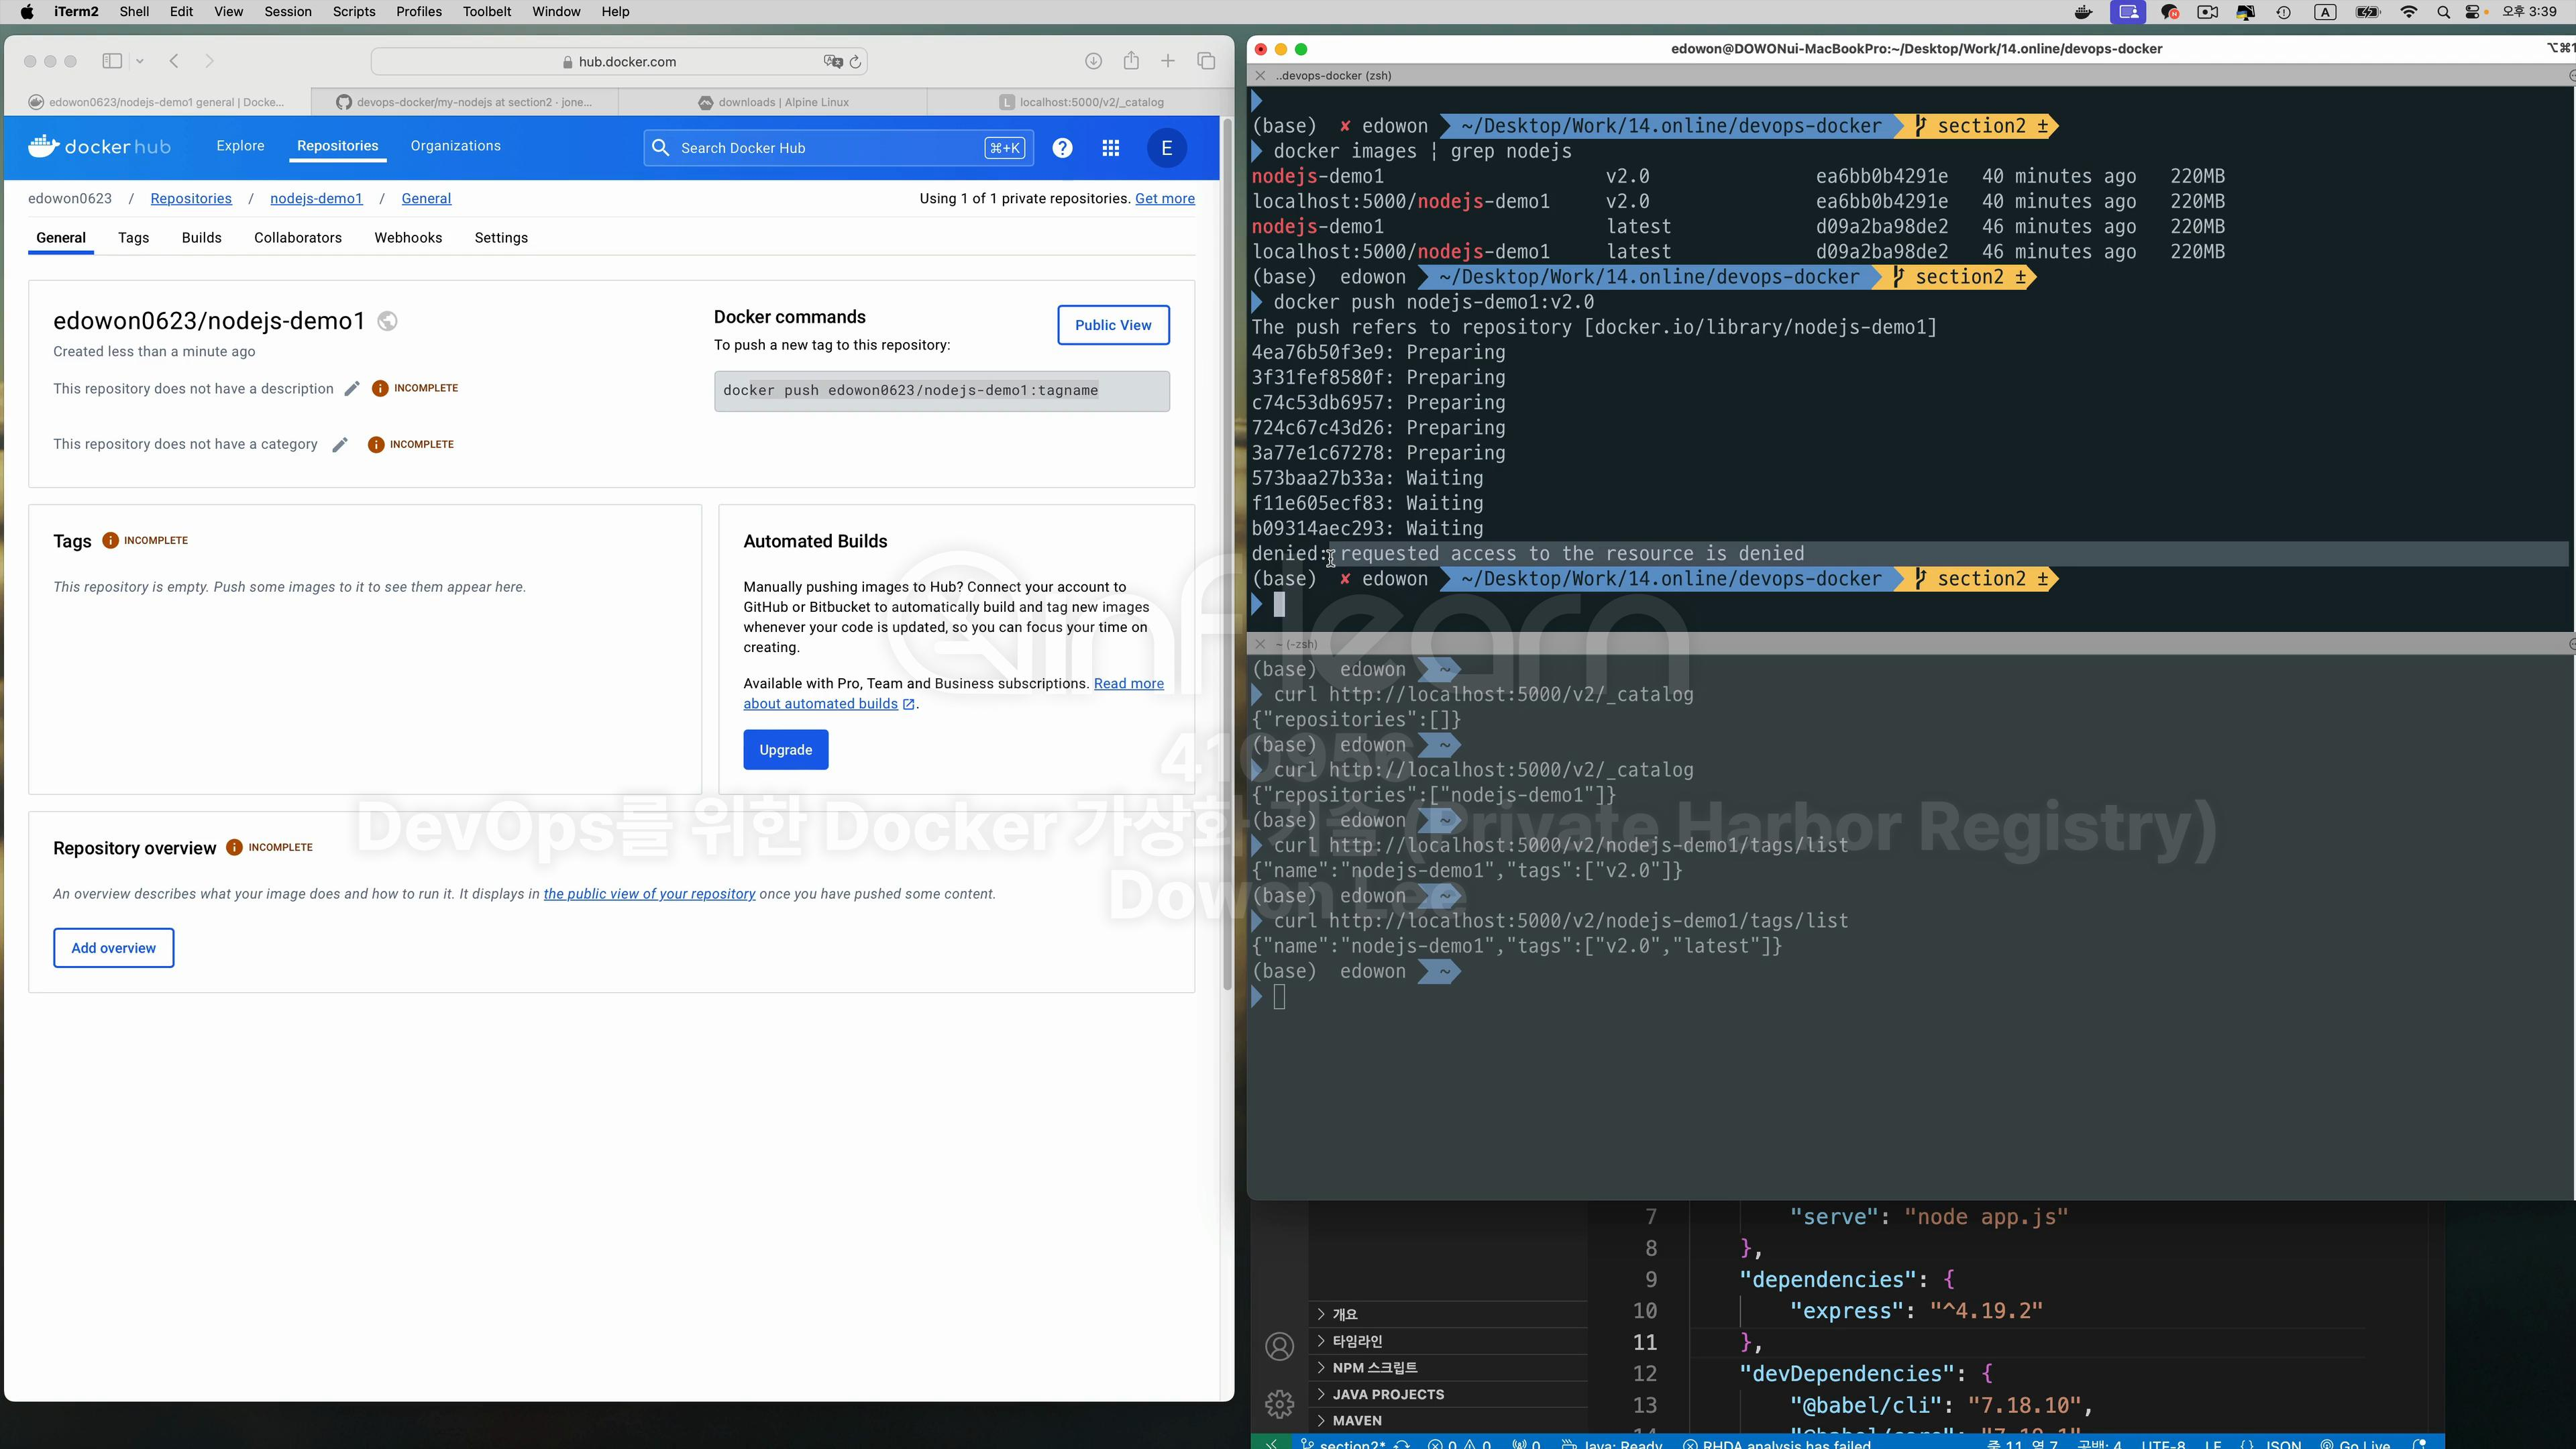 iTerm2 Shell Edit View Session Scripts Profiles Toolbelt Window Help
A 오후 3:39
hub.docker.com
edowon0623/nodejs-demo1 general | Docke...
devops-docker/my-nodejs at section2 · jone...
downloads | Alpine Linux
L localhost:5000/v2/_catalog
docker hub Explore Repositories Organizations Search Docker Hub ⌘+K ? E
edowon0623 / Repositories / nodejs-demo1 / General
Using 1 of 1 private repositories. Get more
General Tags Builds Collaborators Webhooks Settings
edowon0623/nodejs-demo1
Created less than a minute ago
This repository does not have a description INCOMPLETE
This repository does not have a category INCOMPLETE
Docker commands
Public View
To push a new tag to this repository:
docker push edowon0623/nodejs-demo1:tagname
Tags INCOMPLETE
This repository is empty. Push some images to it to see them appear here.
Automated Builds
Manually pushing images to Hub? Connect your account to
GitHub or Bitbucket to automatically build and tag new images
whenever your code is updated, so you can focus your time on
creating.
Available with Pro, Team and Business subscriptions. Read more
about automated builds.
Upgrade
Repository overview INCOMPLETE
An overview describes what your image does and how to run it. It displays in the public view of your repository once you have pushed some content.
Add overview
edowon@DOWONui-MacBookPro:~/Desktop/Work/14.online/devops-docker
⌥⌘1
..devops-docker (zsh)
(base) ✘ edowon ~/Desktop/Work/14.online/devops-docker section2 ±
docker images | grep nodejs
nodejs-demo1 v2.0 ea6bb0b4291e 40 minutes ago 220MB
localhost:5000/nodejs-demo1 v2.0 ea6bb0b4291e 40 minutes ago 220MB
nodejs-demo1 latest d09a2ba98de2 46 minutes ago 220MB
localhost:5000/nodejs-demo1 latest d09a2ba98de2 46 minutes ago 220MB
(base) edowon ~/Desktop/Work/14.online/devops-docker section2 ±
docker push nodejs-demo1:v2.0
The push refers to repository [docker.io/library/nodejs-demo1]
4ea76b50f3e9: Preparing
3f31fef8580f: Preparing
c74c53db6957: Preparing
724c67c43d26: Preparing
3a77e1c67278: Preparing
573baa27b33a: Waiting
f11e605ecf83: Waiting
b09314aec293: Waiting
denied: requested access to the resource is denied
(base) ✘ edowon ~/Desktop/Work/14.online/devops-docker section2 ±
~ (-zsh)
(base) edowon ~
curl http://localhost:5000/v2/_catalog
{"repositories":[]}
(base) edowon ~
curl http://localhost:5000/v2/_catalog
{"repositories":["nodejs-demo1"]}
(base) edowon ~
curl http://localhost:5000/v2/nodejs-demo1/tags/list
{"name":"nodejs-demo1","tags":["v2.0"]}
(base) edowon ~
curl http://localhost:5000/v2/nodejs-demo1/tags/list
{"name":"nodejs-demo1","tags":["v2.0","latest"]}
(base) edowon ~
inflearn
410956
DevOps를 위한 Docker 가상화 기술 (Private Harbor Registry)
Dowon Lee
개요
타임라인
NPM 스크립트
JAVA PROJECTS
MAVEN
7 "serve": "node app.js"
8 },
9 "dependencies": {
10 "express": "^4.19.2"
11 },
12 "devDependencies": {
13 "@babel/cli": "7.18.10",
section2* 0 0 0 Java: Ready RHDA analysis has failed 줄 11, 열 7 공백: 4 UTF-8 LF {} JSON Go Live